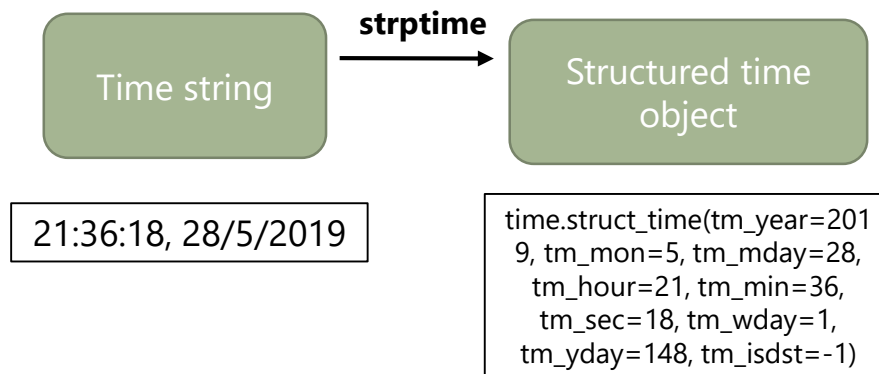 strptime
Time string
Structured time
object
21:36:18, 28/5/2019
time.struct_time(tm_year=201
9, tm_mon=5, tm_mday=28,
tm_hour=21, tm_min=36,
tm_sec=18, tm_wday=1,
tm_yday=148, tm_isdst=-1)